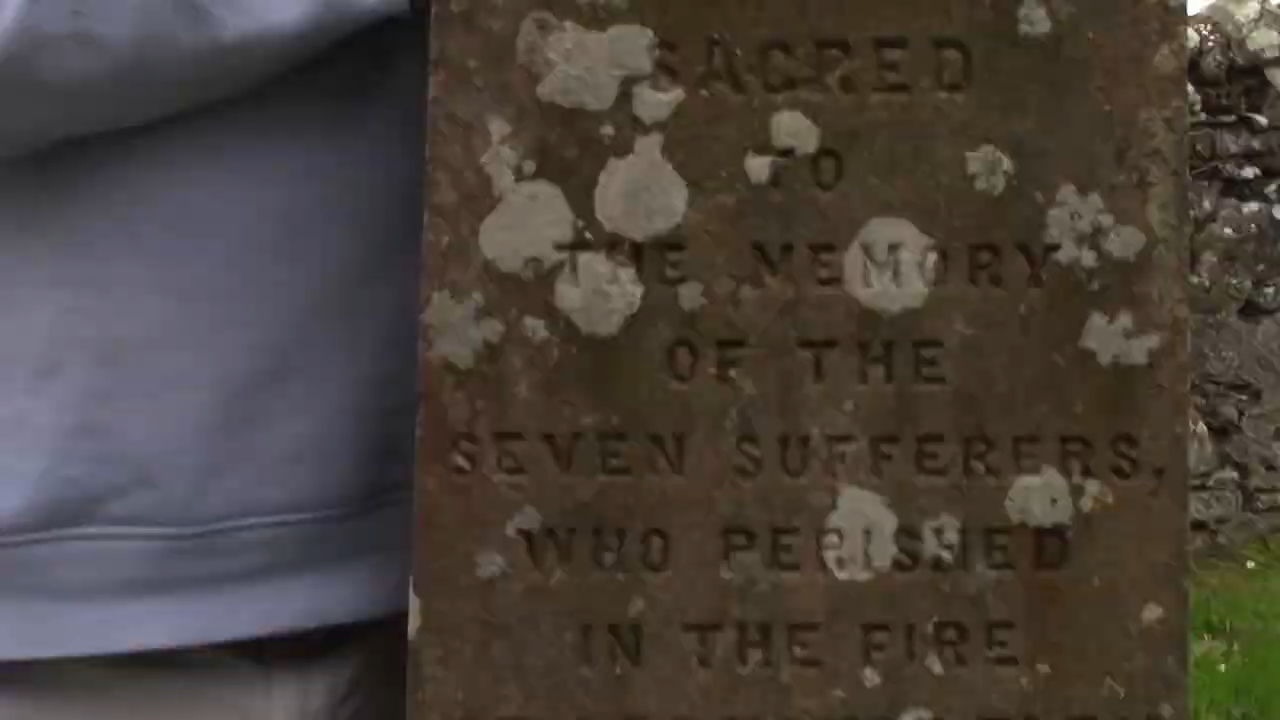 SACRED
TO
THE MEMORY
OF THE
SEVEN SUFFERERS,
WHO PERISHED
IN THE FIRE